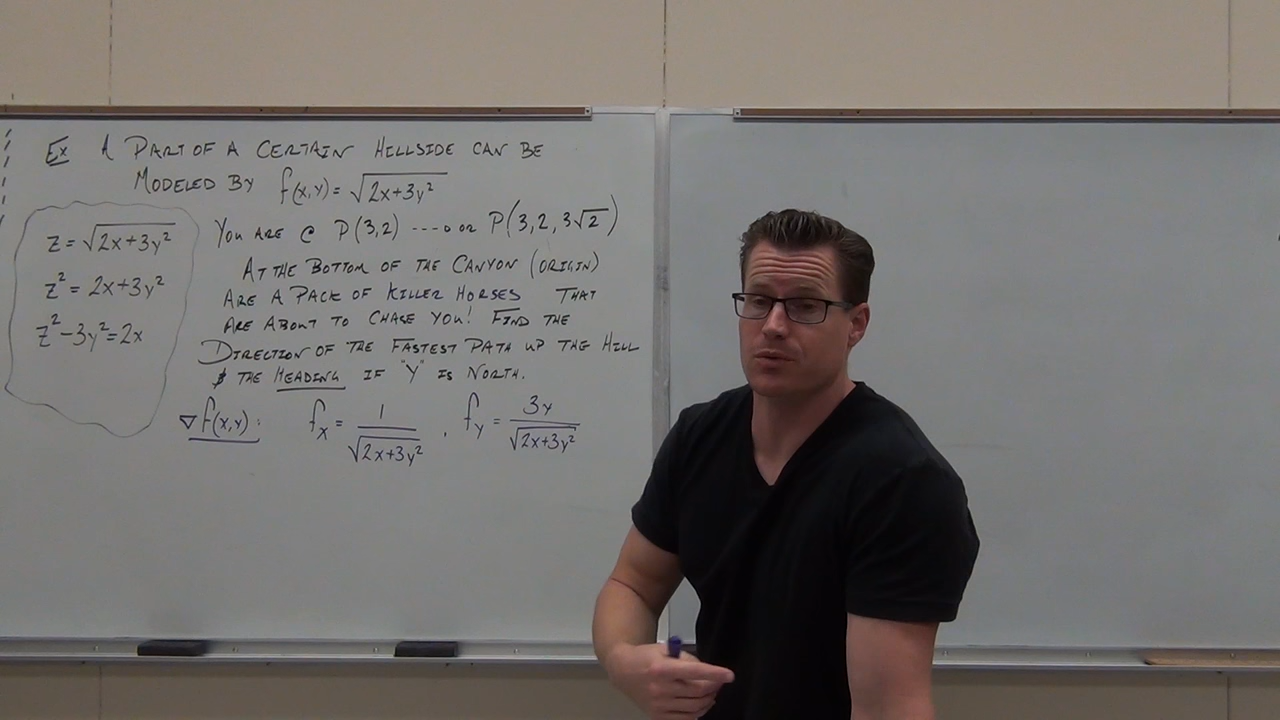 Ex A PART OF A CERTAIN HILLSIDE CAN BE
MODELED BY f(x,y) = √(2x+3y²)
z = √(2x+3y²)
z² = 2x+3y²
z² - 3y² = 2x
YOU ARE @ P(3,2) ---- OR P(3,2,3√2)
AT THE BOTTOM OF THE CANYON (ORIGIN)
ARE A PACK OF KILLER HORSES THAT
ARE ABOUT TO CHASE YOU! FIND THE
DIRECTION OF THE FASTEST PATH UP THE HILL
& THE HEADING IF "Y" IS NORTH.
∇f(x,y): f_x = 1/√(2x+3y²) , f_y = 3y/√(2x+3y²)